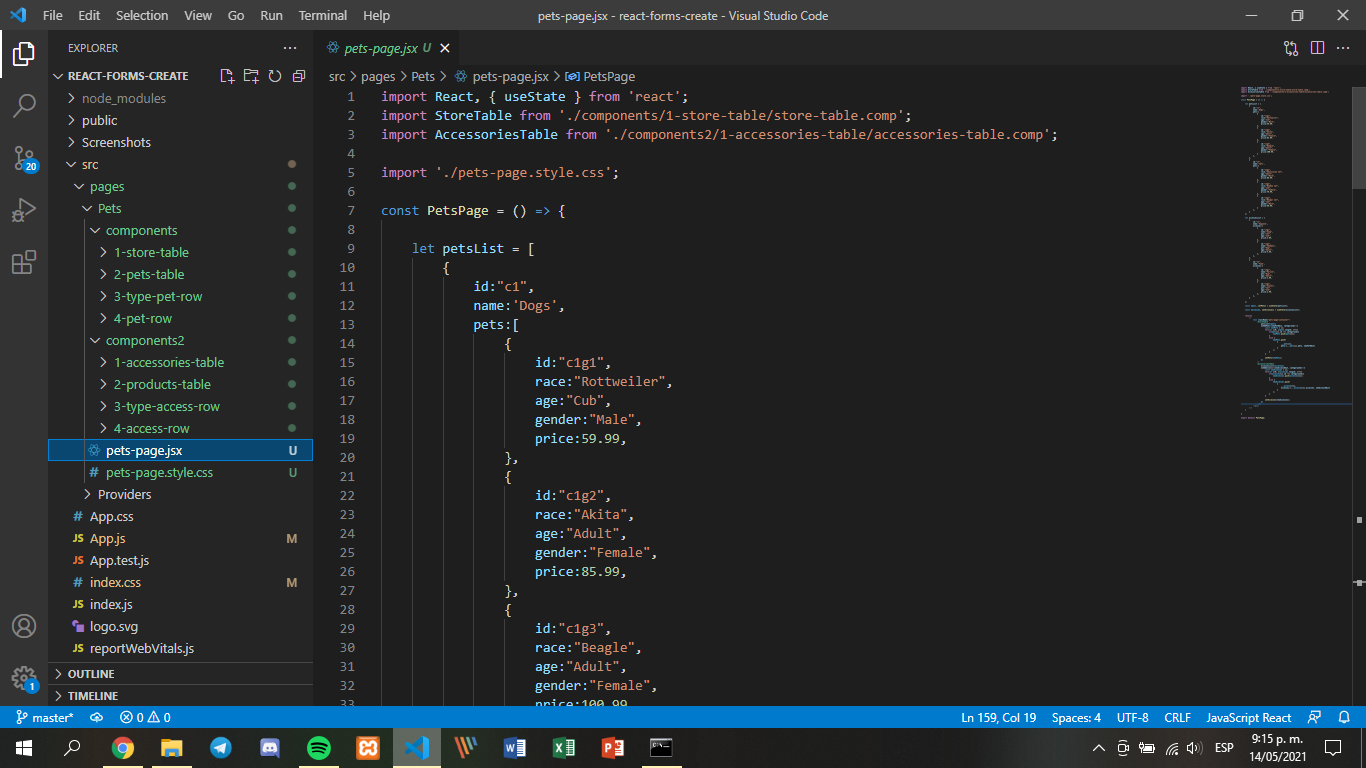 File Edit Selection View Go Run Terminal Help
pets-page.jsx - react-forms-create - Visual Studio Code
EXPLORER
REACT-FORMS-CREATE
node_modules
public
Screenshots
src
pages
Pets
components
1-store-table
2-pets-table
3-type-pet-row
4-pet-row
components2
1-accessories-table
2-products-table
3-type-access-row
4-access-row
pets-page.jsx U
# pets-page.style.css U
Providers
# App.css
JS App.js M
JS App.test.js
# index.css M
JS index.js
logo.svg
JS reportWebVitals.js
OUTLINE
TIMELINE
20
1
pets-page.jsx U
src > pages > Pets > pets-page.jsx > PetsPage
1 import React, { useState } from 'react';
2 import StoreTable from './components/1-store-table/store-table.comp';
3 import AccessoriesTable from './components2/1-accessories-table/accessories-table.comp';
4
5 import './pets-page.style.css';
6
7 const PetsPage = () => {
8
9 let petsList = [
10 {
11 id:"c1",
12 name:'Dogs',
13 pets:[
14 {
15 id:"c1g1",
16 race:"Rottweiler",
17 age:"Cub",
18 gender:"Male",
19 price:59.99,
20 },
21 {
22 id:"c1g2",
23 race:"Akita",
24 age:"Adult",
25 gender:"Female",
26 price:85.99,
27 },
28 {
29 id:"c1g3",
30 race:"Beagle",
31 age:"Adult",
32 gender:"Female",
33 price:100.99
master* 0 0
Ln 159, Col 19 Spaces: 4 UTF-8 CRLF JavaScript React
ESP
9:15 p. m.
14/05/2021